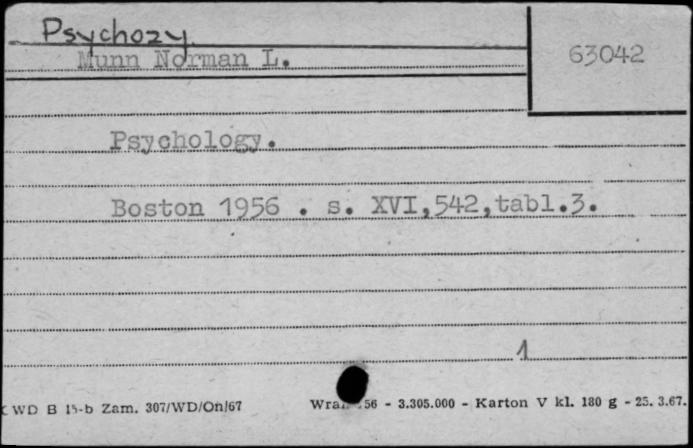 Psychozy
63042
Munn Norman L.
Psychology.
Boston 1956 . s. XVI,542,tabl.3.
1
WD B 15-b Zam. 307/WD/On/67 56 - 3.305.000 - Karton V kl. 180 g - 25. 3.67.